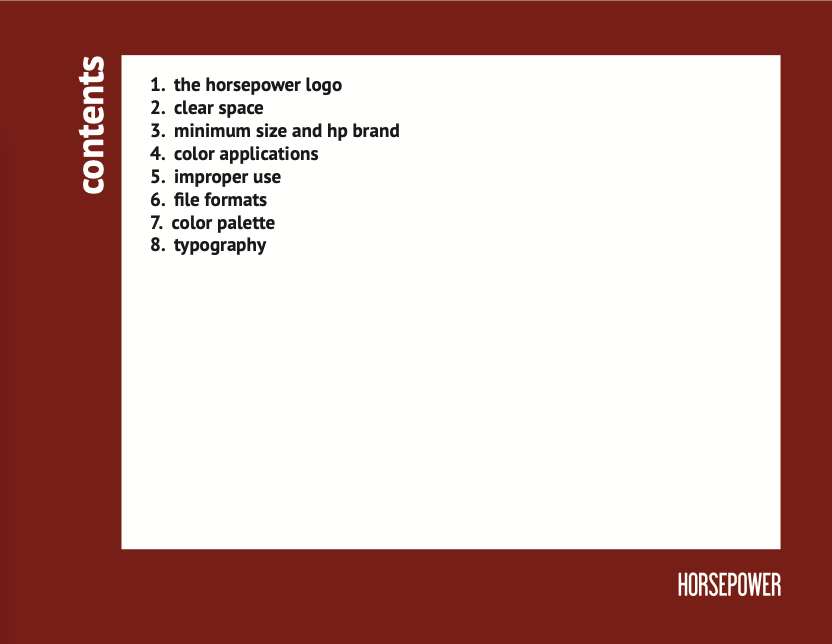 contents
1. the horsepower logo
2. clear space
3. minimum size and hp brand
4. color applications
5. improper use
6. file formats
7. color palette
8. typography
HORSEPOWER